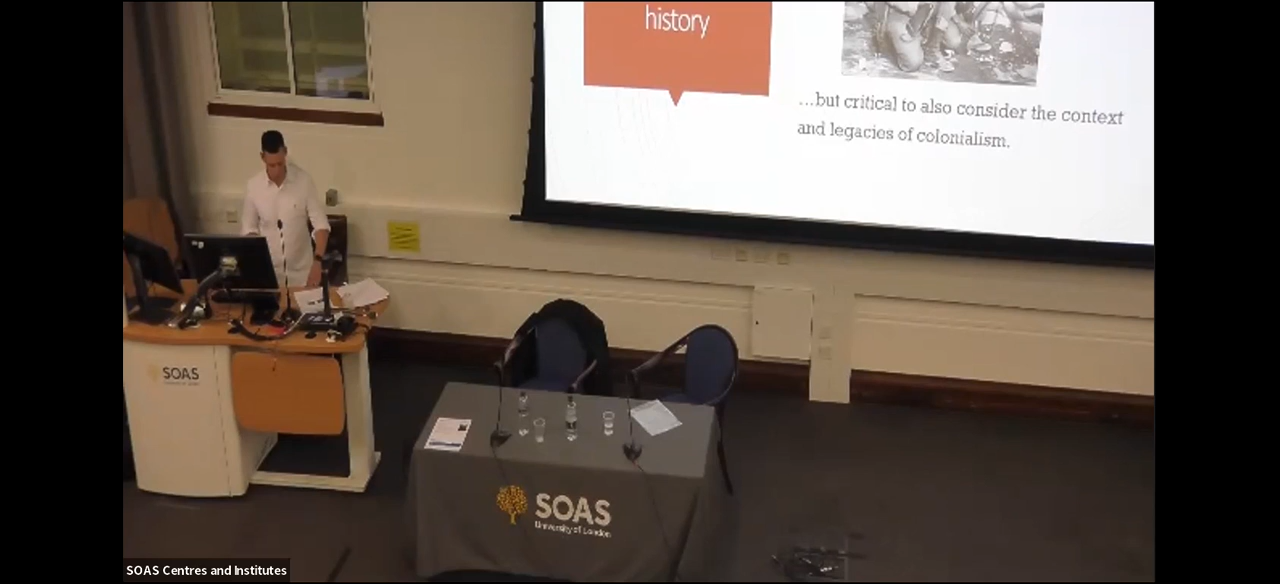 history
...but critical to also consider the context
and legacies of colonialism.
SOAS
SOAS
University of London
SOAS Centres and Institutes